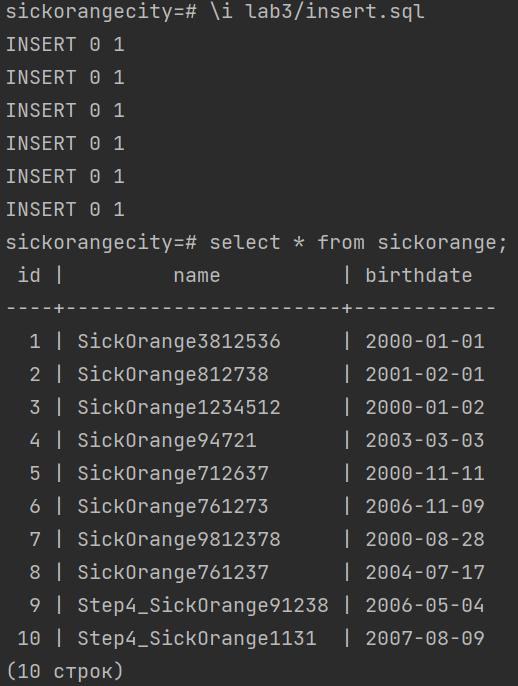 sickorangecity=# \i lab3/insert.sql
INSERT 0 1
INSERT 0 1
INSERT 0 1
INSERT 0 1
INSERT 0 1
INSERT 0 1
sickorangecity=# select * from sickorange;
 id |         name          | birthdate
----+-----------------------+------------
  1 | SickOrange3812536     | 2000-01-01
  2 | SickOrange812738      | 2001-02-01
  3 | SickOrange1234512     | 2000-01-02
  4 | SickOrange94721       | 2003-03-03
  5 | SickOrange712637      | 2000-11-11
  6 | SickOrange761273      | 2006-11-09
  7 | SickOrange9812378     | 2000-08-28
  8 | SickOrange761237      | 2004-07-17
  9 | Step4_SickOrange91238 | 2006-05-04
 10 | Step4_SickOrange1131  | 2007-08-09
(10 строк)